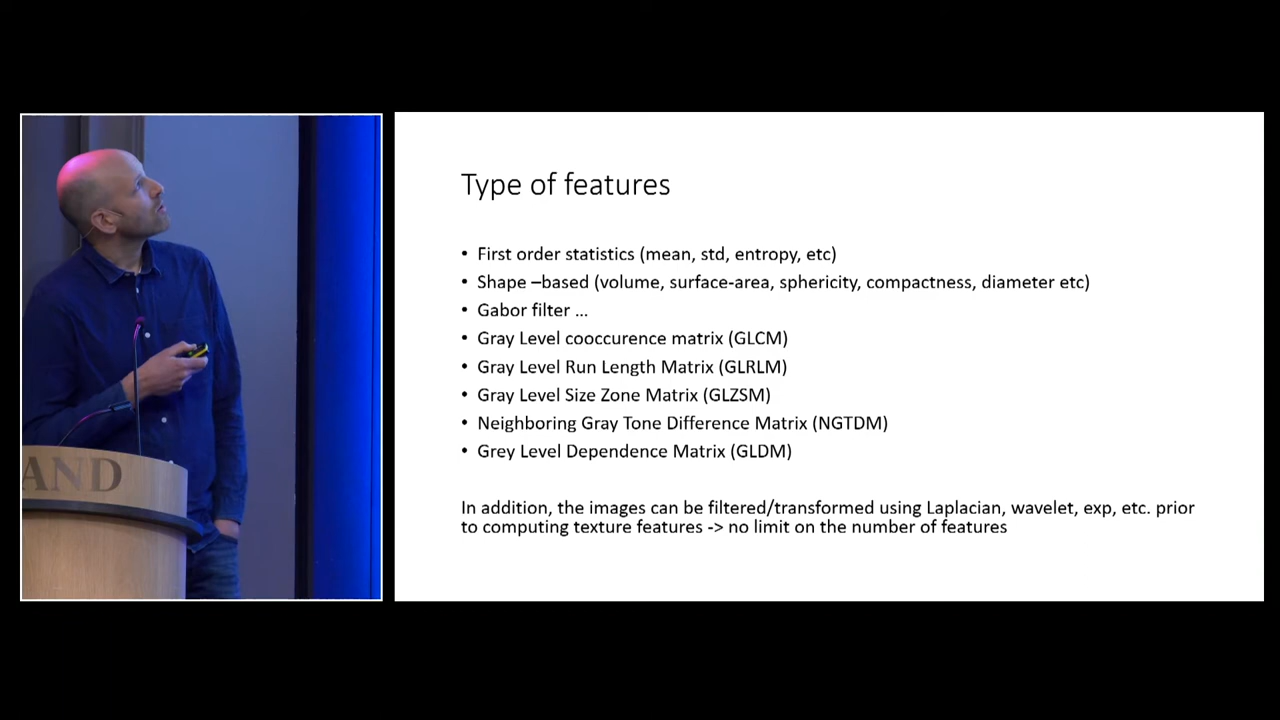 Type of features
• First order statistics (mean, std, entropy, etc)
• Shape –based (volume, surface-area, sphericity, compactness, diameter etc)
• Gabor filter ...
• Gray Level cooccurence matrix (GLCM)
• Gray Level Run Length Matrix (GLRLM)
• Gray Level Size Zone Matrix (GLZSM)
• Neighboring Gray Tone Difference Matrix (NGTDM)
• Grey Level Dependence Matrix (GLDM)
In addition, the images can be filtered/transformed using Laplacian, wavelet, exp, etc. prior
to computing texture features -> no limit on the number of features
AND